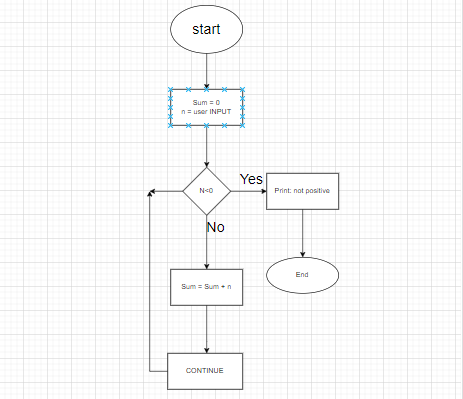 start
Sum = 0
n = user INPUT
Yes
N<0
Print: not positive
No
End
Sum = Sum + n
CONTINUE